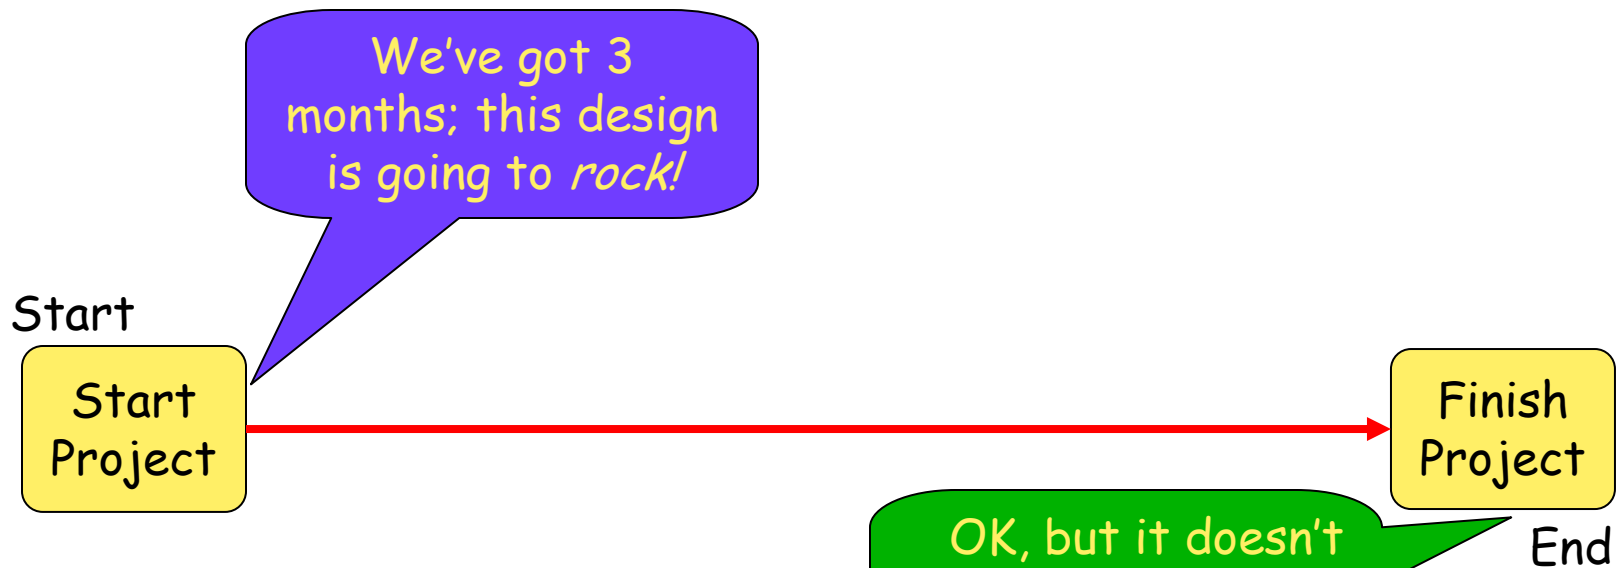 We've got 3
months; this design
is going to rock!
Start
Start
Project
Finish
Project
OK, but it doesn't
End